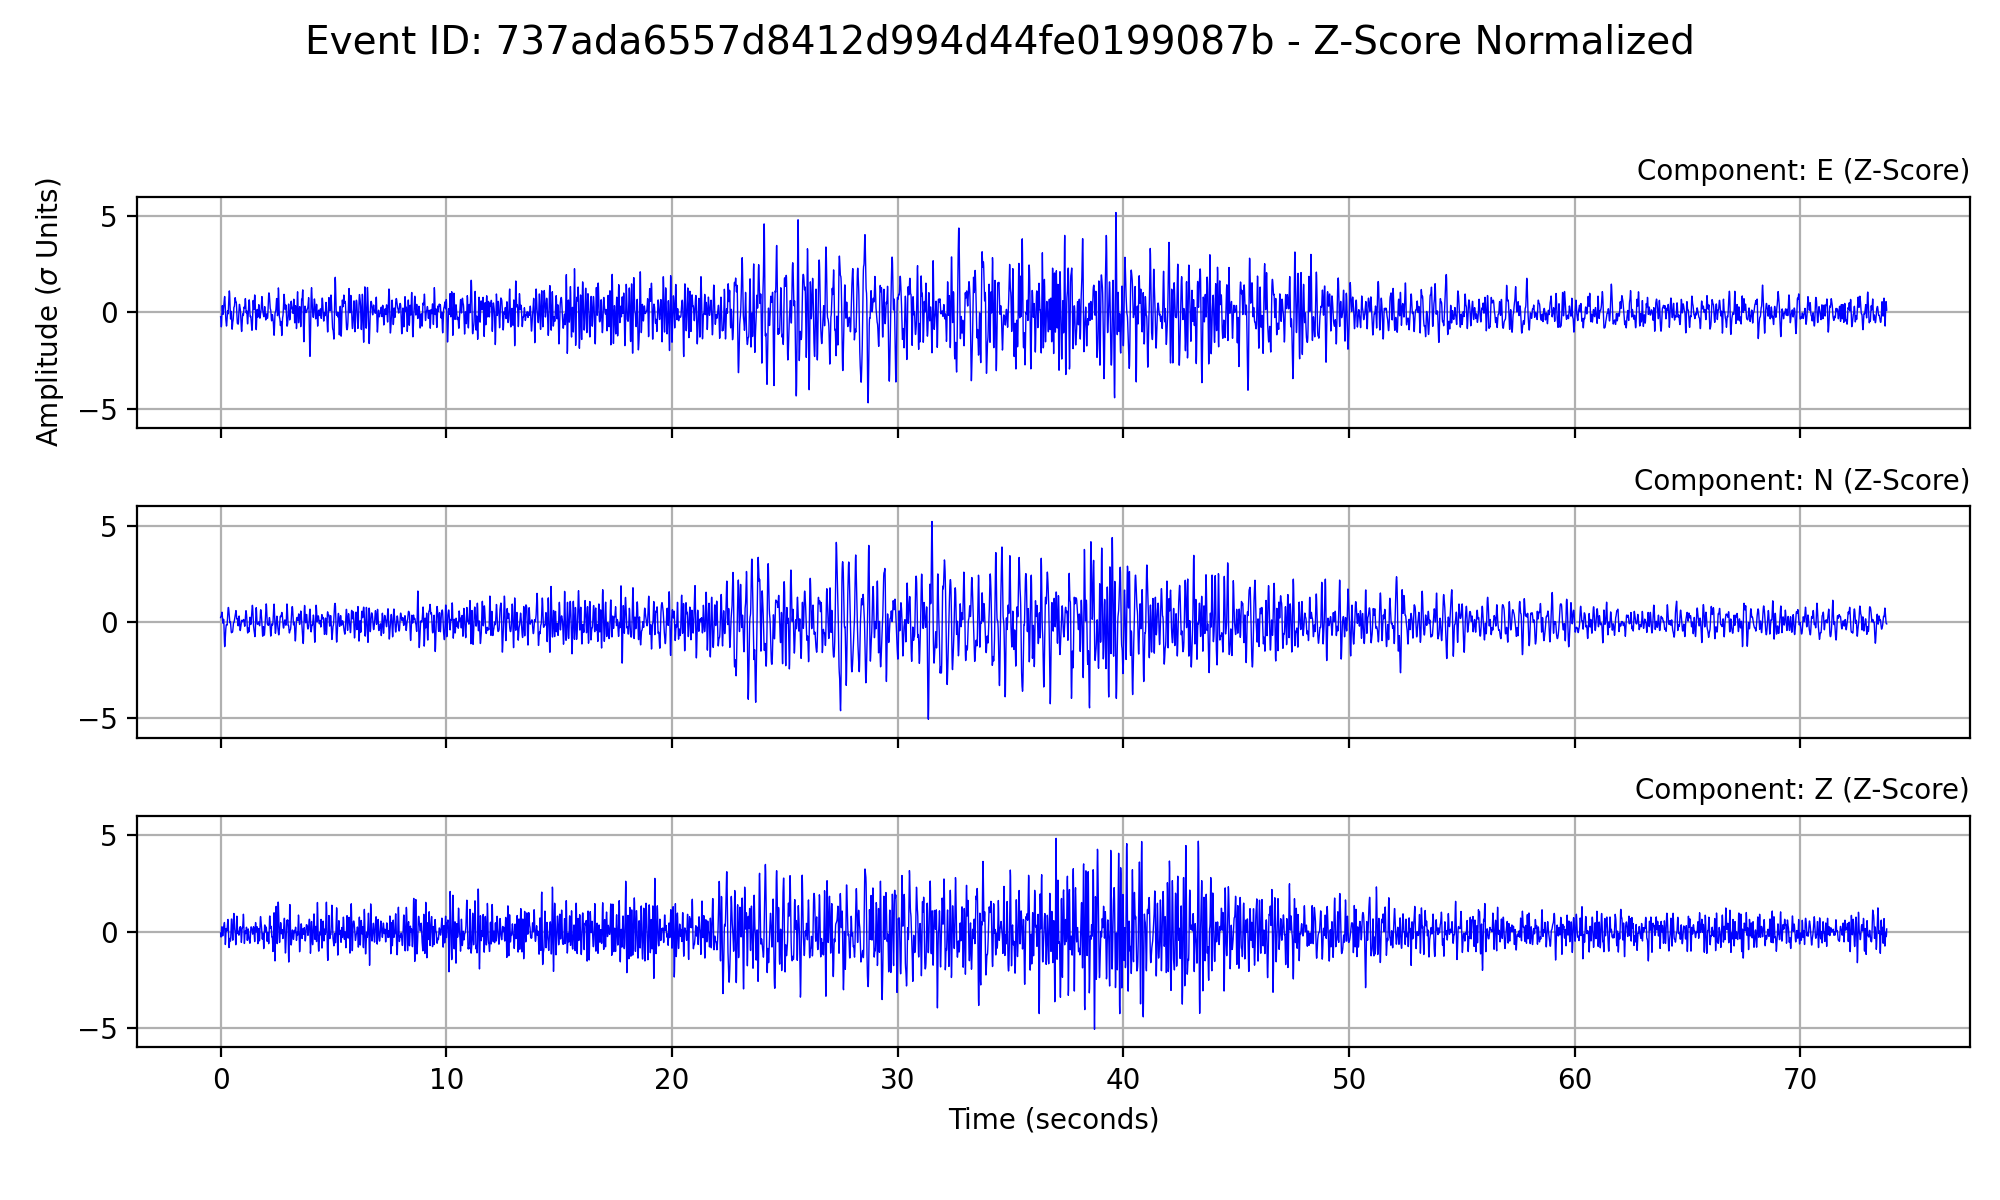 Event ID: 737ada6557d8412d994d44fe0199087b - Z-Score Normalized
Component: E (Z-Score)
Amplitude (σ Units)
5
0
−5
Component: N (Z-Score)
5
0
−5
Component: Z (Z-Score)
5
0
−5
0 10 20 30 40 50 60 70
Time (seconds)